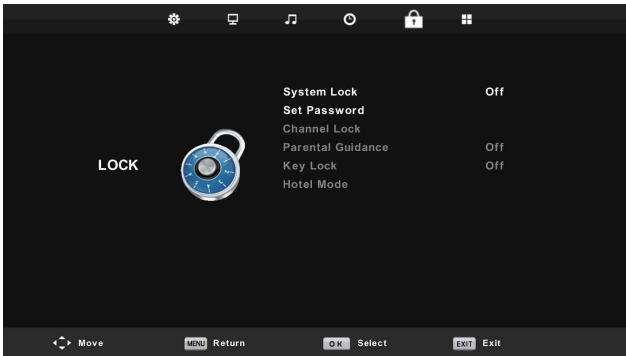 System Lock Off
Set Password
Channel Lock
Parental Guidance Off
LOCK
Key Lock Off
Hotel Mode
Move MENU Return OK Select EXIT Exit